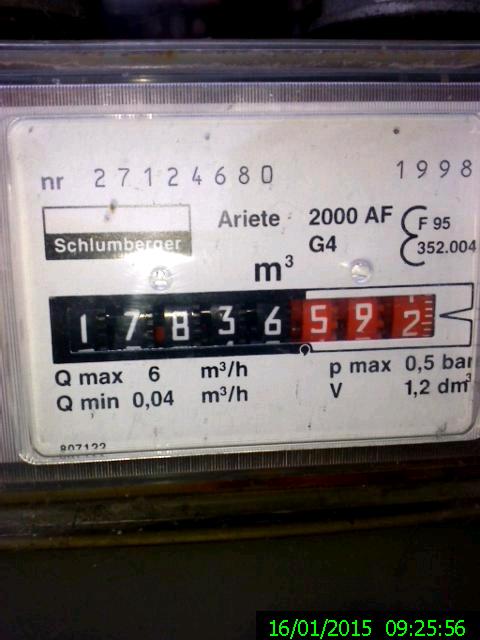 nr 27124680 1998
Schlumberger Ariete 2000 AF F 95
G4 352.004
m³
17836592
Q max 6 m³/h p max 0,5 bar
Q min 0,04 m³/h V 1,2 dm³
807122
16/01/2015 09:25:56